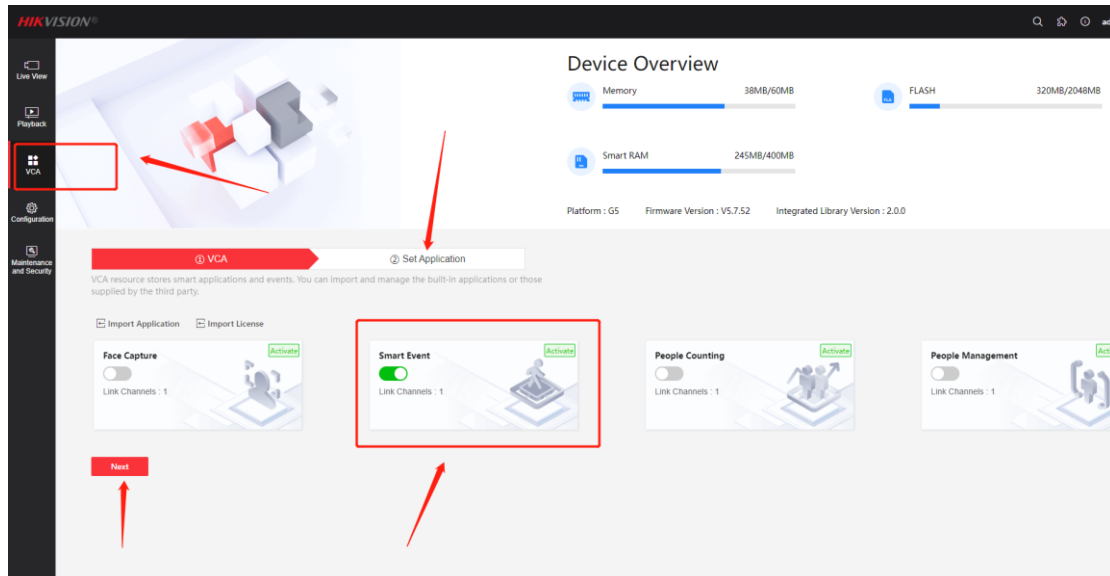 HIKVISION®
ad
Live View
Playback
VCA
Configuration
Maintenance
and Security
Device Overview
Memory 38MB/60MB
FLASH 320MB/2048MB
Smart RAM 245MB/400MB
Platform : G5 Firmware Version : V5.7.52 Integrated Library Version : 2.0.0
① VCA ② Set Application
VCA resource stores smart applications and events. You can import and manage the built-in applications or those
supplied by the third party.
Import Application Import License
Face Capture Activate
Link Channels : 1
Smart Event Activate
Link Channels : 1
People Counting Activate
Link Channels : 1
People Management Act
Link Channels : 1
Next